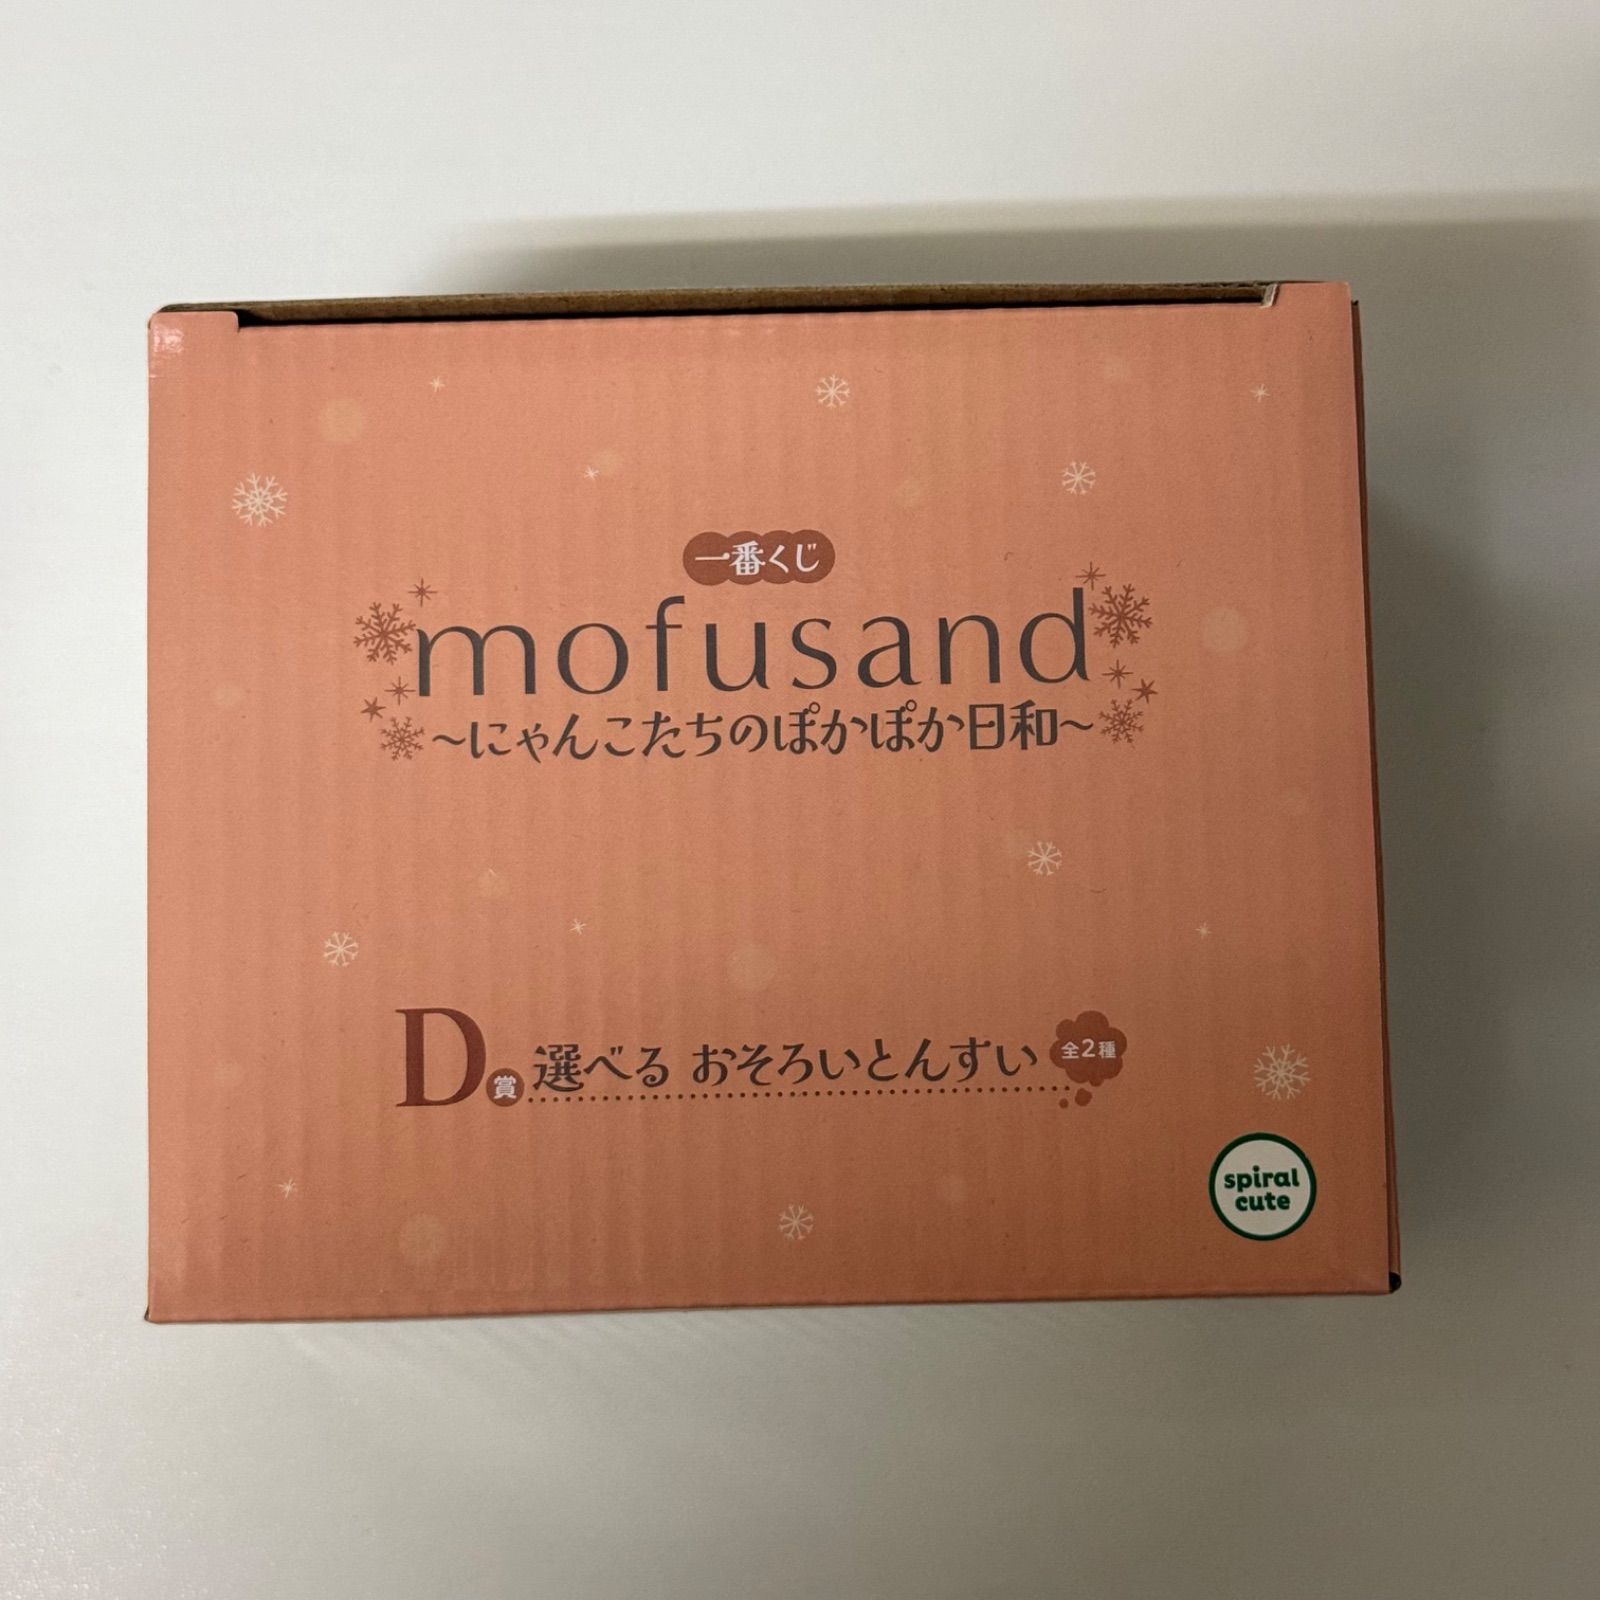 一番くじ
mofusand
～にゃんこたちのぽかぽか日和～
D賞 選べる おそろいとんすい 全2種
spiral
cute